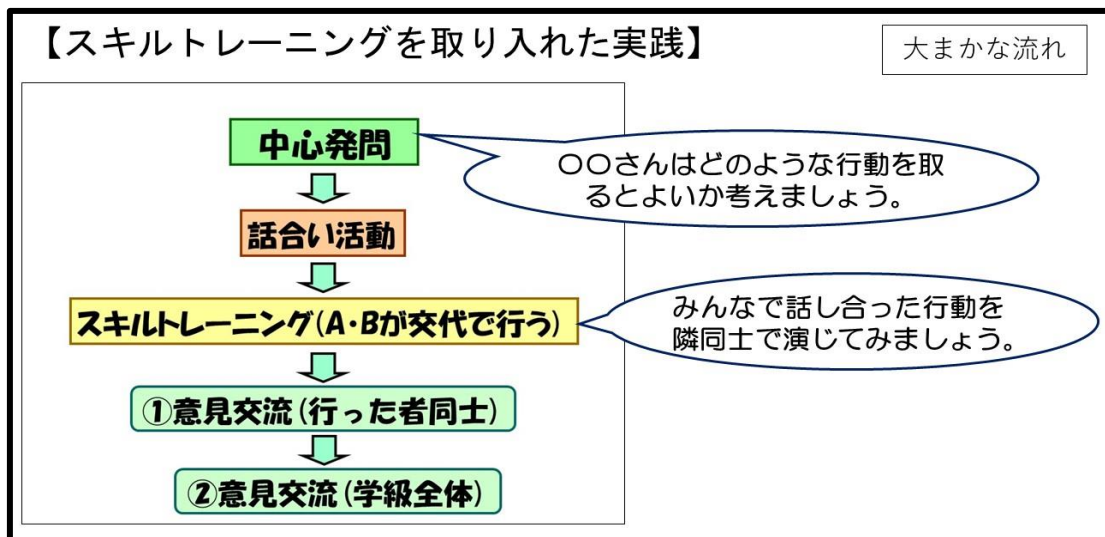 【スキルトレーニングを取り入れた実践】
大まかな流れ
中心発問
〇〇さんはどのような行動を取
るとよいか考えましょう。
話合い活動
スキルトレーニング(A・Bが交代で行う)
みんなで話し合った行動を
隣同士で演じてみましょう。
①意見交流(行った者同士)
②意見交流(学級全体)